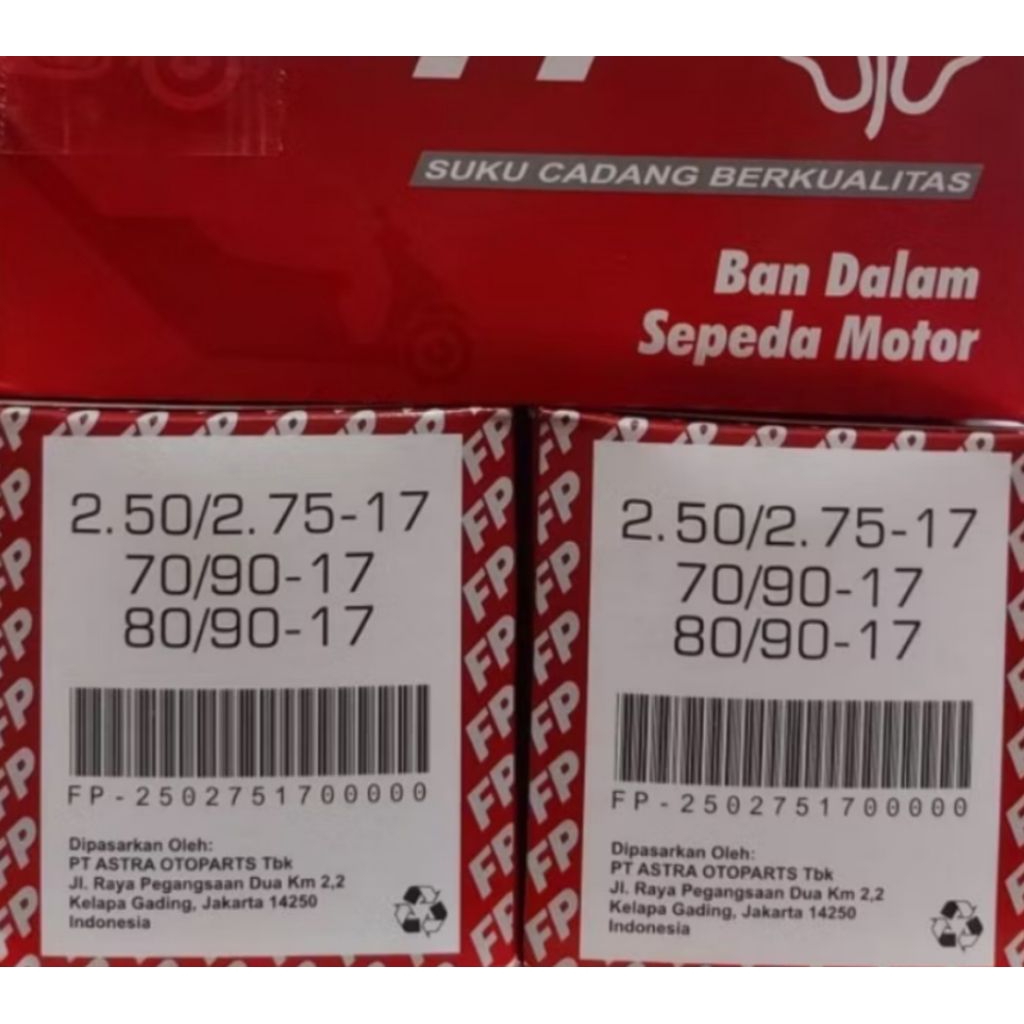 SUKU CADANG BERKUALITAS
Ban Dalam
Sepeda Motor
2.50/2.75-17
70/90-17
80/90-17
FP-2502751700000
Dipasarkan Oleh:
PT ASTRA OTOPARTS Tbk
Jl. Raya Pegangsaan Dua Km 2,2
Kelapa Gading, Jakarta 14250
Indonesia
2.50/2.75-17
70/90-17
80/90-17
FP-2502751700000
Dipasarkan Oleh:
PT ASTRA OTOPARTS Tbk
Jl. Raya Pegangsaan Dua Km 2,2
Kelapa Gading, Jakarta 14250
Indonesia
FP